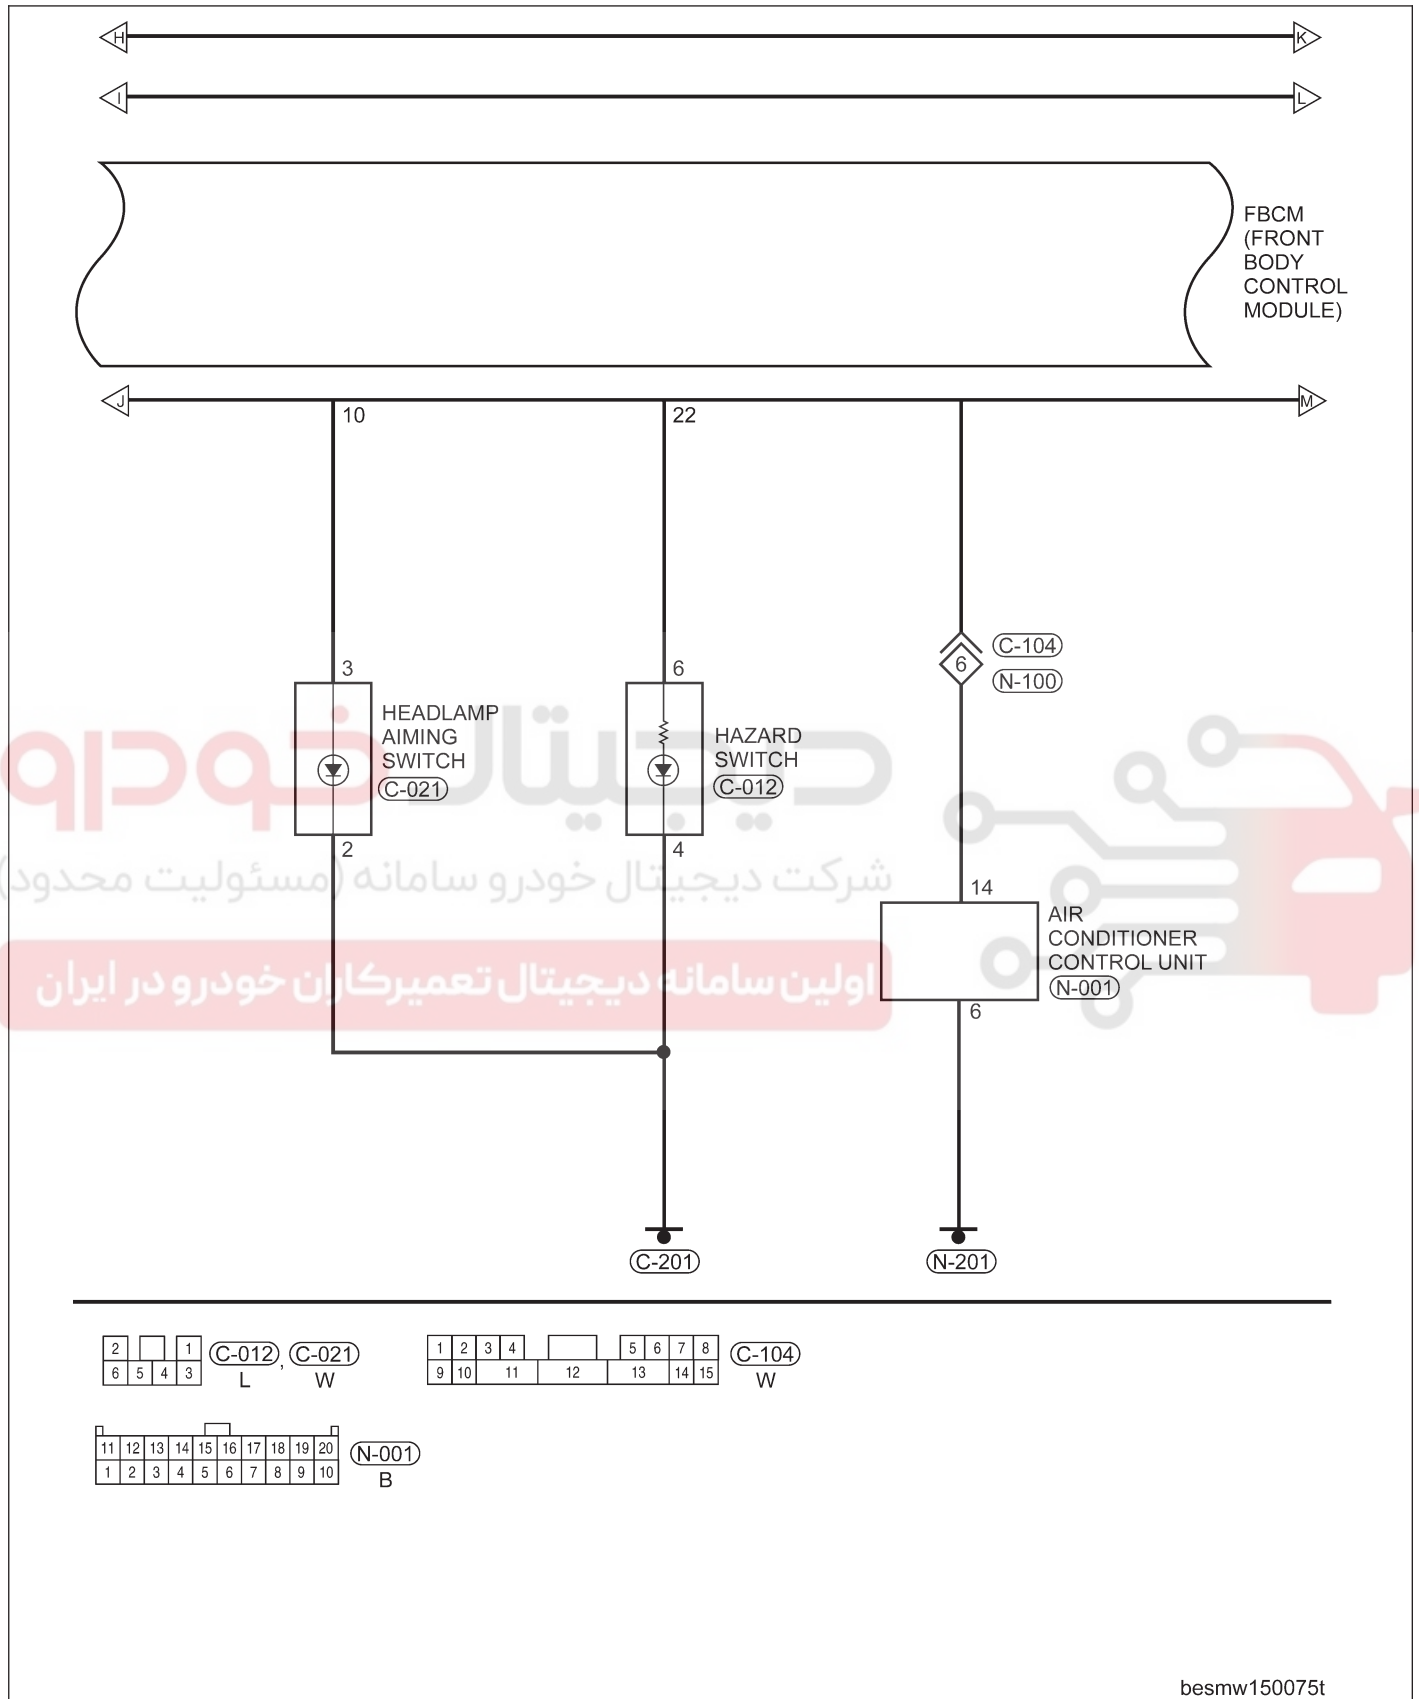 H K
I L
FBCM
(FRONT
BODY
CONTROL
MODULE)
J M
10 22
C-104
6
N-100
3 6
HEADLAMP
AIMING
SWITCH
C-021
HAZARD
SWITCH
C-012
2 4
دیجیتال خودرو
شرکت دیجیتال خودرو سامانه (مسئولیت محدود)
اولین سامانه دیجیتال تعمیرکاران خودرو در ایران
14
AIR
CONDITIONER
CONTROL UNIT
N-001
6
C-201 N-201
2 1
6 5 4 3
C-012, C-021
L W
1 2 3 4 5 6 7 8
9 10 11 12 13 14 15
C-104
W
11 12 13 14 15 16 17 18 19 20
1 2 3 4 5 6 7 8 9 10
N-001
B
besmw150075t